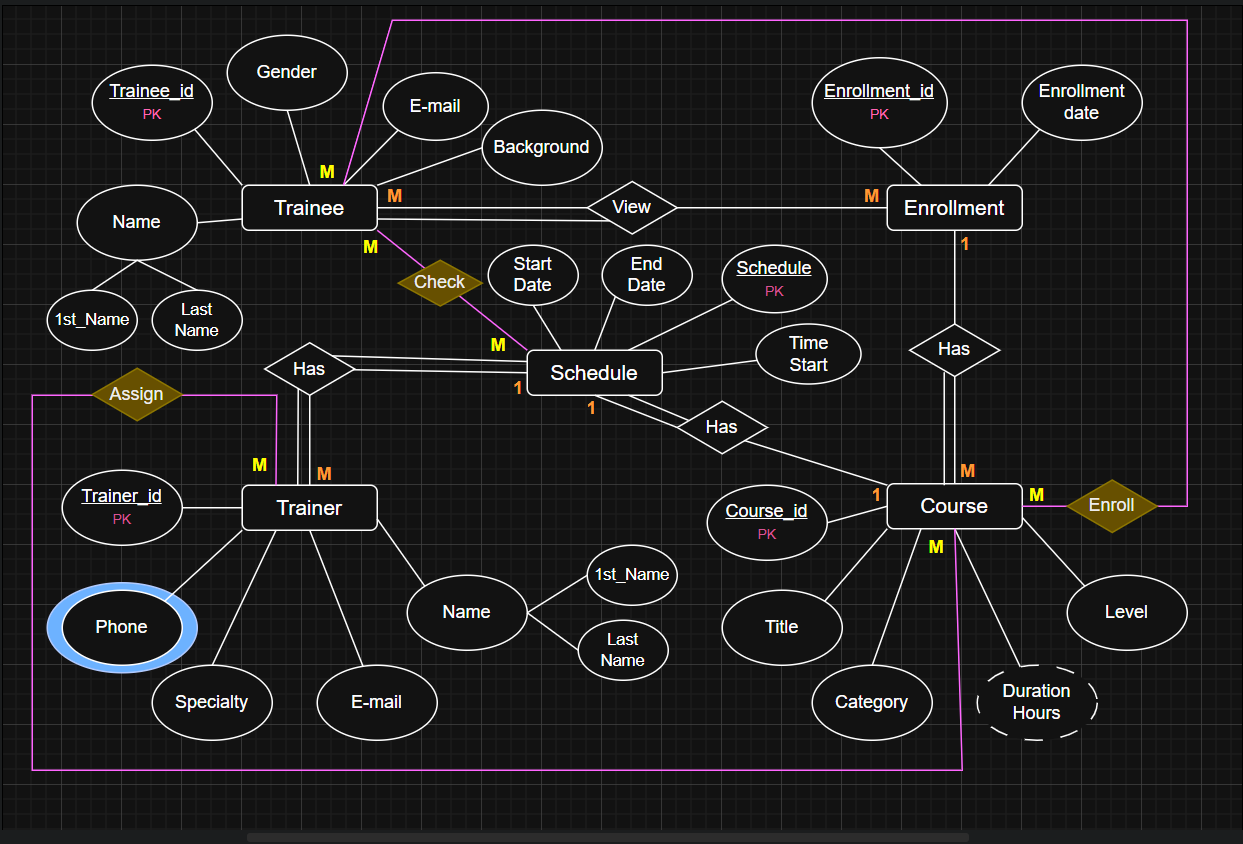 Gender
Trainee_id
PK
E-mail
Background
Enrollment_id
PK
Enrollment
date
M
M
M
Trainee
View
Enrollment
Name
M
1
Check
Start
Date
End
Date
Schedule
PK
1st_Name
Last
Name
M
Time
Start
Has
Has
Schedule
1
1
Assign
Has
M
M
M
1
M
Trainer_id
PK
Trainer
Course_id
PK
Course
Enroll
M
1st_Name
Phone
Name
Title
Level
Last
Name
Specialty
E-mail
Category
Duration
Hours